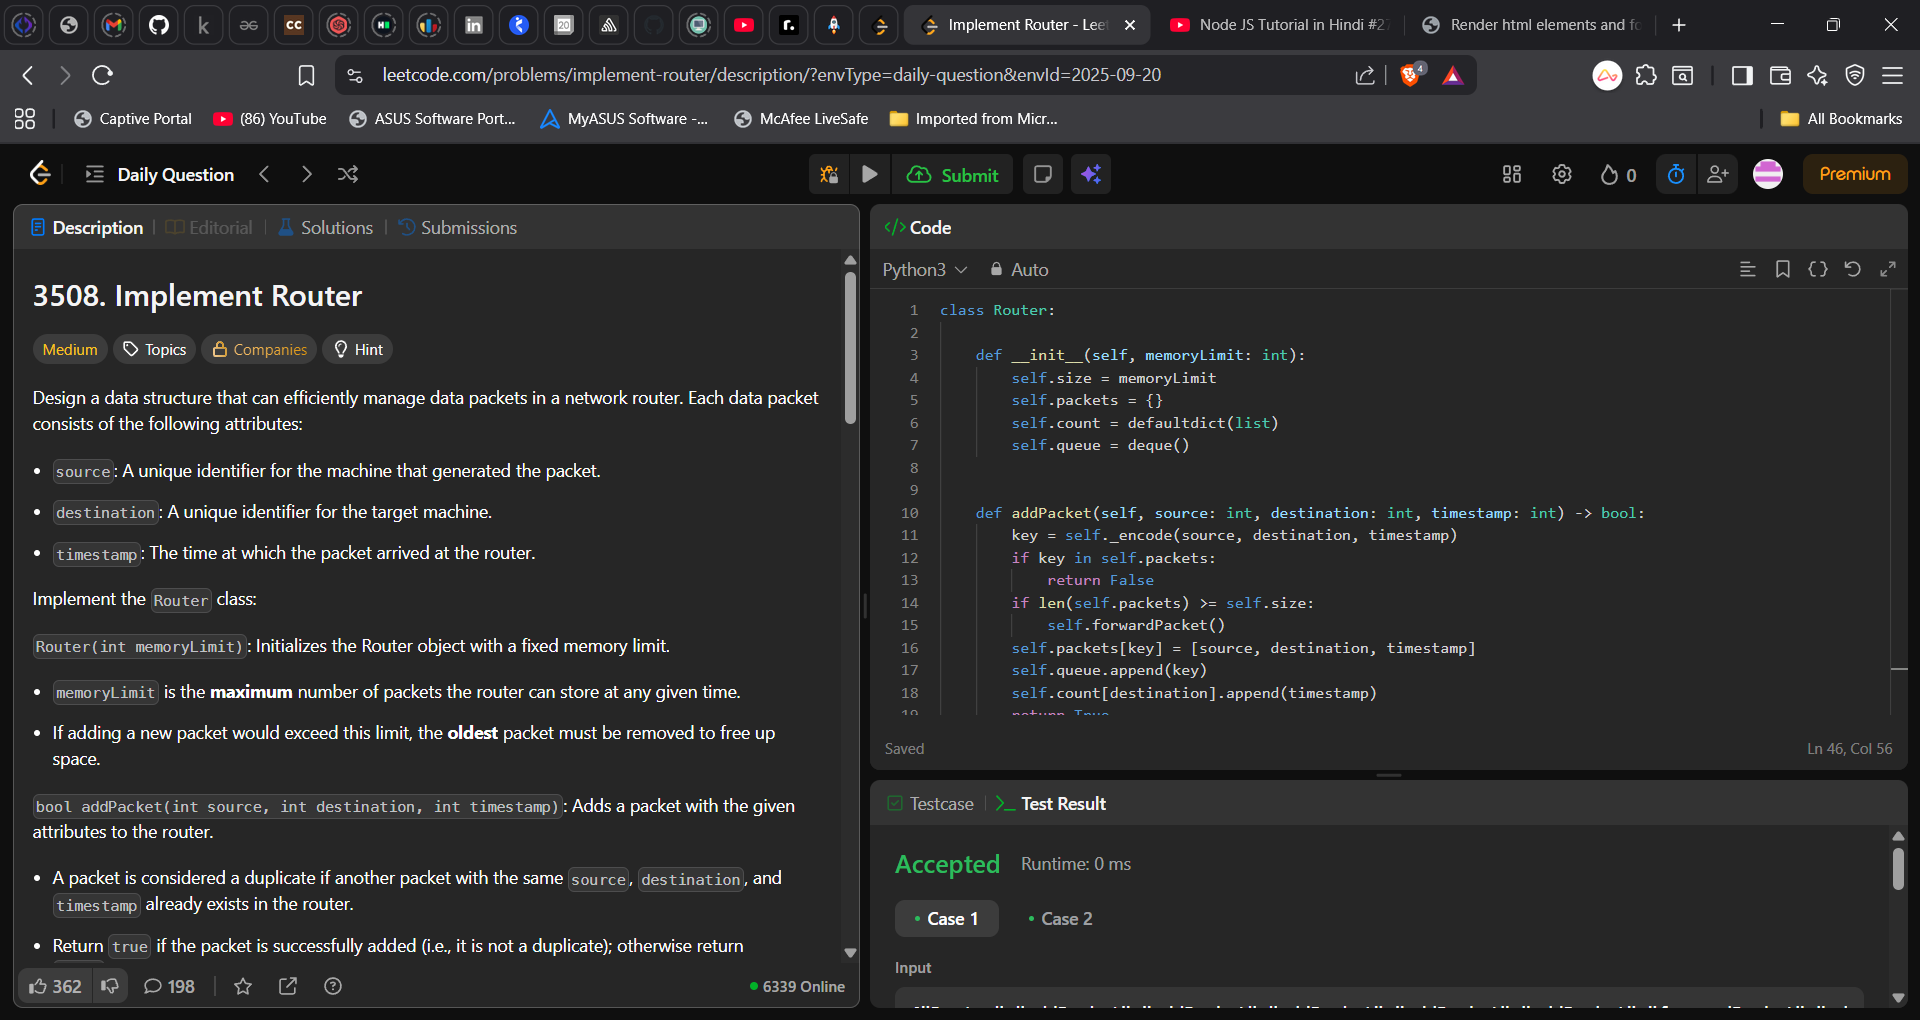 Implement Router - Leet
Node JS Tutorial in Hindi #27
Render html elements and fo
leetcode.com/problems/implement-router/description/?envType=daily-question&envId=2025-09-20
4
Captive Portal
(86) YouTube
ASUS Software Port...
MyASUS Software -...
McAfee LiveSafe
Imported from Micr...
All Bookmarks
Daily Question
Submit
0
Premium
Description
Editorial
Solutions
Submissions
3508. Implement Router
Medium
Topics
Companies
Hint
Design a data structure that can efficiently manage data packets in a network router. Each data packet
consists of the following attributes:
• source: A unique identifier for the machine that generated the packet.
• destination: A unique identifier for the target machine.
• timestamp: The time at which the packet arrived at the router.
Implement the Router class:
Router(int memoryLimit): Initializes the Router object with a fixed memory limit.
• memoryLimit is the maximum number of packets the router can store at any given time.
• If adding a new packet would exceed this limit, the oldest packet must be removed to free up
space.
bool addPacket(int source, int destination, int timestamp): Adds a packet with the given
attributes to the router.
• A packet is considered a duplicate if another packet with the same source, destination, and
timestamp already exists in the router.
• Return true if the packet is successfully added (i.e., it is not a duplicate); otherwise return
362
198
6339 Online
</> Code
Python3
Auto
1 class Router:
2
3 def __init__(self, memoryLimit: int):
4 self.size = memoryLimit
5 self.packets = {}
6 self.count = defaultdict(list)
7 self.queue = deque()
8
9
10 def addPacket(self, source: int, destination: int, timestamp: int) -> bool:
11 key = self._encode(source, destination, timestamp)
12 if key in self.packets:
13 return False
14 if len(self.packets) >= self.size:
15 self.forwardPacket()
16 self.packets[key] = [source, destination, timestamp]
17 self.queue.append(key)
18 self.count[destination].append(timestamp)
19 return True
Saved
Ln 46, Col 56
Testcase
Test Result
Accepted
Runtime: 0 ms
• Case 1
• Case 2
Input